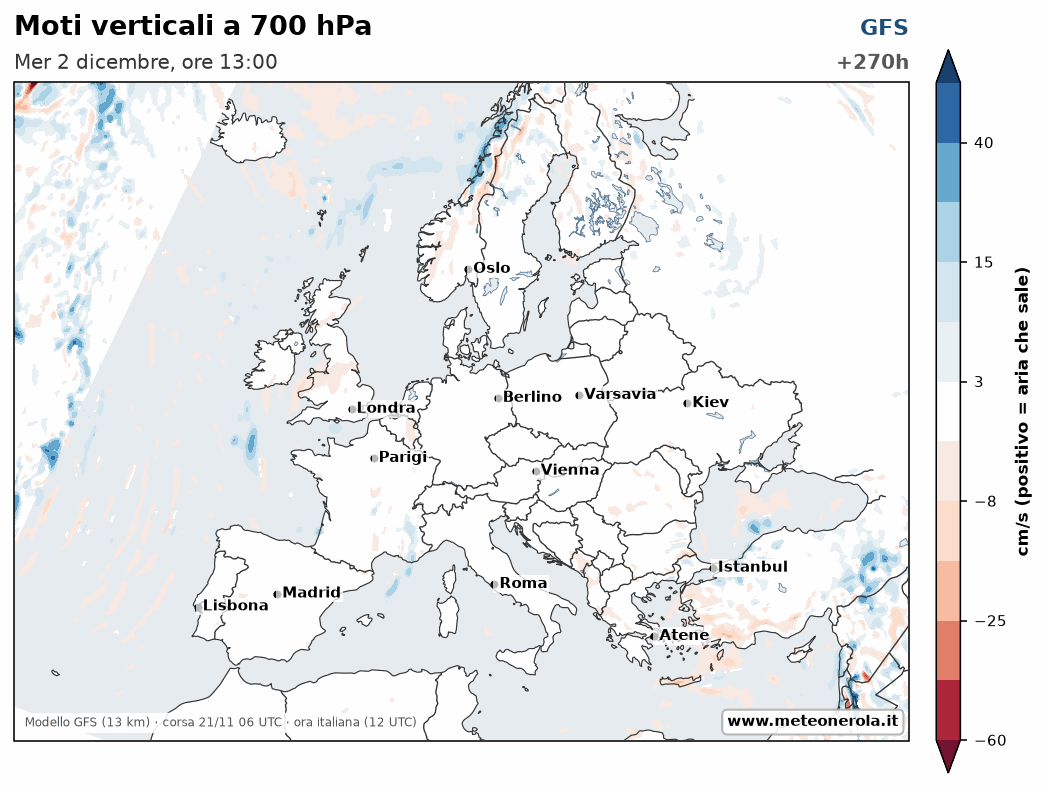 Moti verticali a 700 hPa
GFS
Mer 2 dicembre, ore 13:00
+270h
40
15
3
−8
−25
−60
cm/s (positivo = aria che sale)
Oslo
Londra
Berlino
Varsavia
Kiev
Parigi
Vienna
Istanbul
Roma
Madrid
Lisbona
Atene
Modello GFS (13 km) · corsa 21/11 06 UTC · ora italiana (12 UTC)
www.meteonerola.it